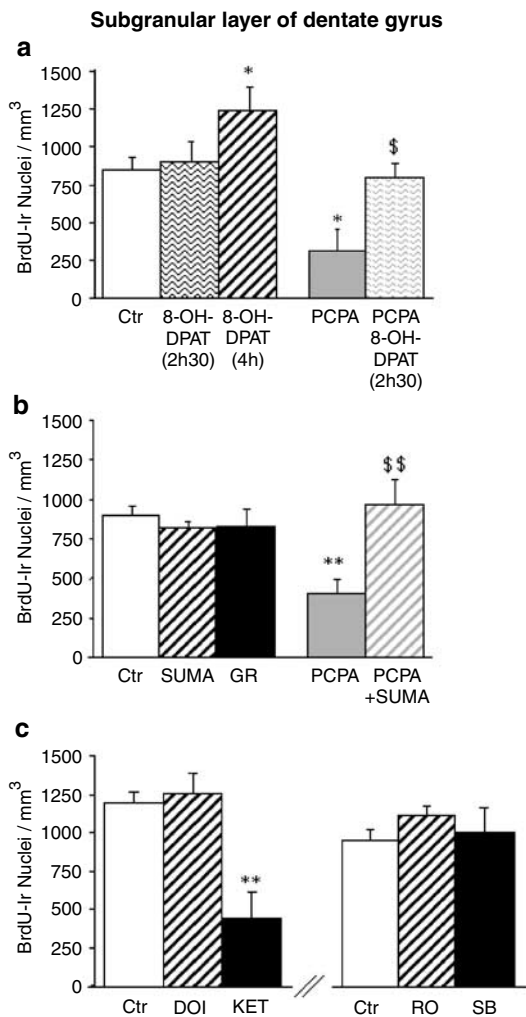 Subgranular layer of dentate gyrus
a
BrdU-Ir Nuclei / mm³
1500
1250
900
750
500
250
0
*
*
$
Ctr
8-OH-
DPAT
(2h30)
8-OH-
DPAT
(4h)
PCPA
PCPA
8-OH-
DPAT
(2h30)
b
BrdU-Ir Nuclei / mm³
1500
1250
900
750
500
250
0
**
$$
Ctr
SUMA
GR
PCPA
PCPA
+SUMA
c
BrdU-Ir Nuclei / mm³
1500
1250
1000
750
500
250
0
**
Ctr
DOI
KET
//
Ctr
RO
SB